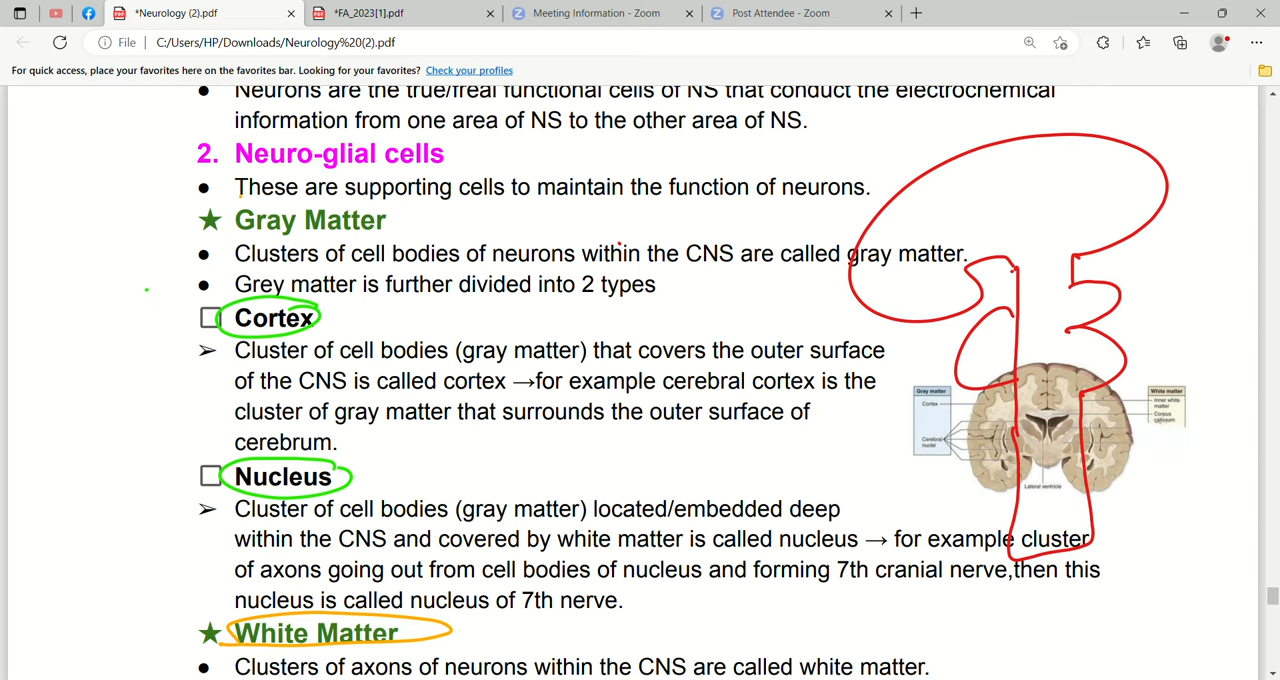 *Neurology (2).pdf
*FA_2023[1].pdf
Meeting Information - Zoom
Post Attendee - Zoom
File
C:/Users/HP/Downloads/Neurology%20(2).pdf
For quick access, place your favorites here on the favorites bar. Looking for your favorites? Check your profiles
● Neurons are the true/freal functional cells of NS that conduct the electrochemical
information from one area of NS to the other area of NS.
2. Neuro-glial cells
● These are supporting cells to maintain the function of neurons.
★ Gray Matter
● Clusters of cell bodies of neurons within the CNS are called gray matter.
● Grey matter is further divided into 2 types
Cortex
➢ Cluster of cell bodies (gray matter) that covers the outer surface
of the CNS is called cortex →for example cerebral cortex is the
cluster of gray matter that surrounds the outer surface of
cerebrum.
Gray matter
Cortex
Cerebral
nuclei
Lateral ventricle
White matter
Inner white
matter
Corpus
callosum
Nucleus
➢ Cluster of cell bodies (gray matter) located/embedded deep
within the CNS and covered by white matter is called nucleus → for example cluster
of axons going out from cell bodies of nucleus and forming 7th cranial nerve,then this
nucleus is called nucleus of 7th nerve.
★ White Matter
● Clusters of axons of neurons within the CNS are called white matter.